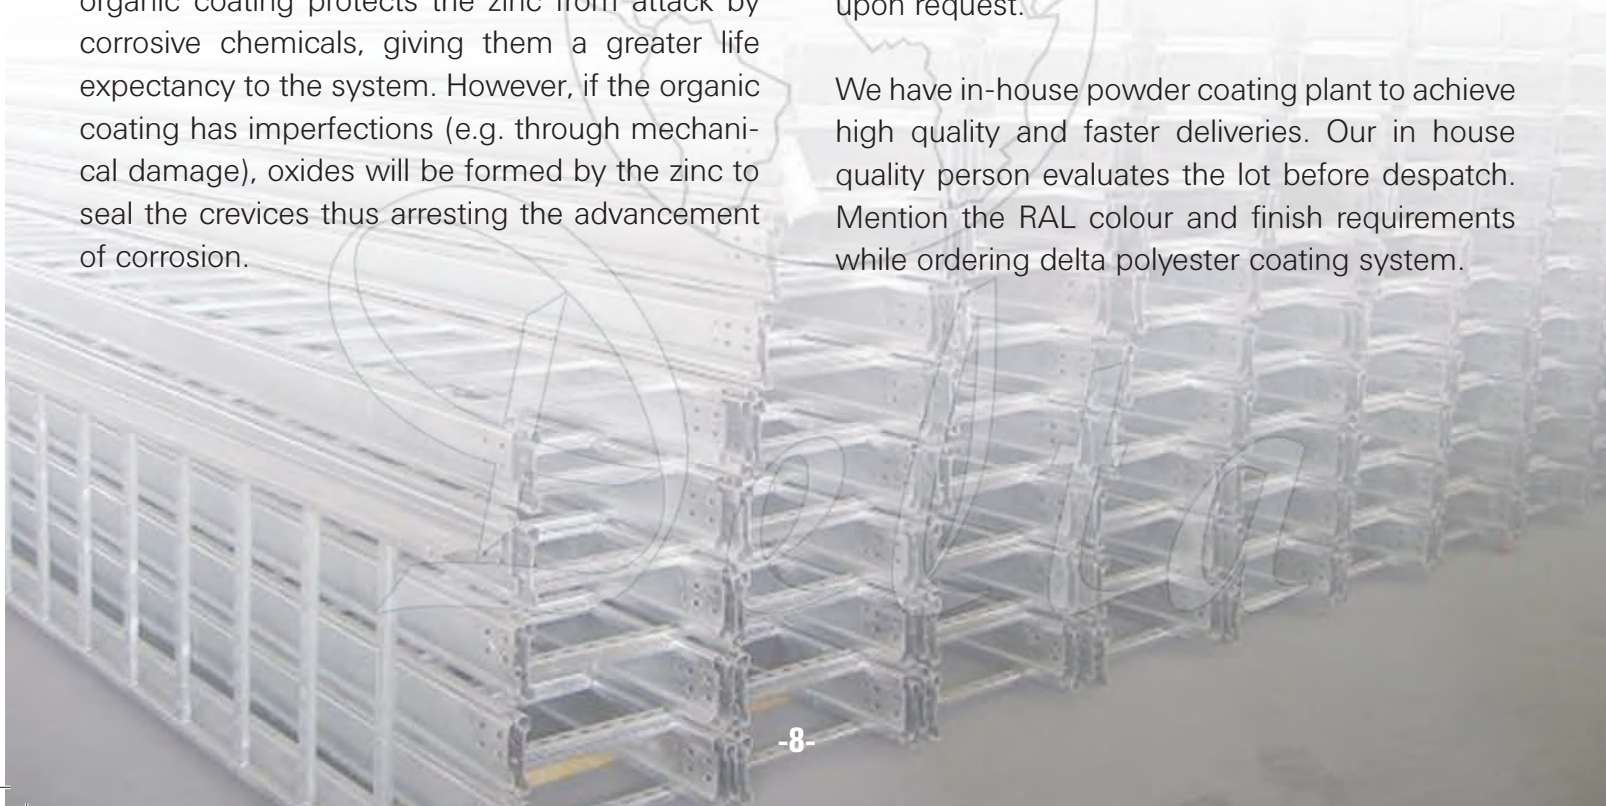 organic coating protects the zinc from attack by
corrosive chemicals, giving them a greater life
expectancy to the system. However, if the organic
coating has imperfections (e.g. through mechani-
cal damage), oxides will be formed by the zinc to
seal the crevices thus arresting the advancement
of corrosion.
upon request.
We have in-house powder coating plant to achieve
high quality and faster deliveries. Our in house
quality person evaluates the lot before despatch.
Mention the RAL colour and finish requirements
while ordering delta polyester coating system.
Delta
-8-